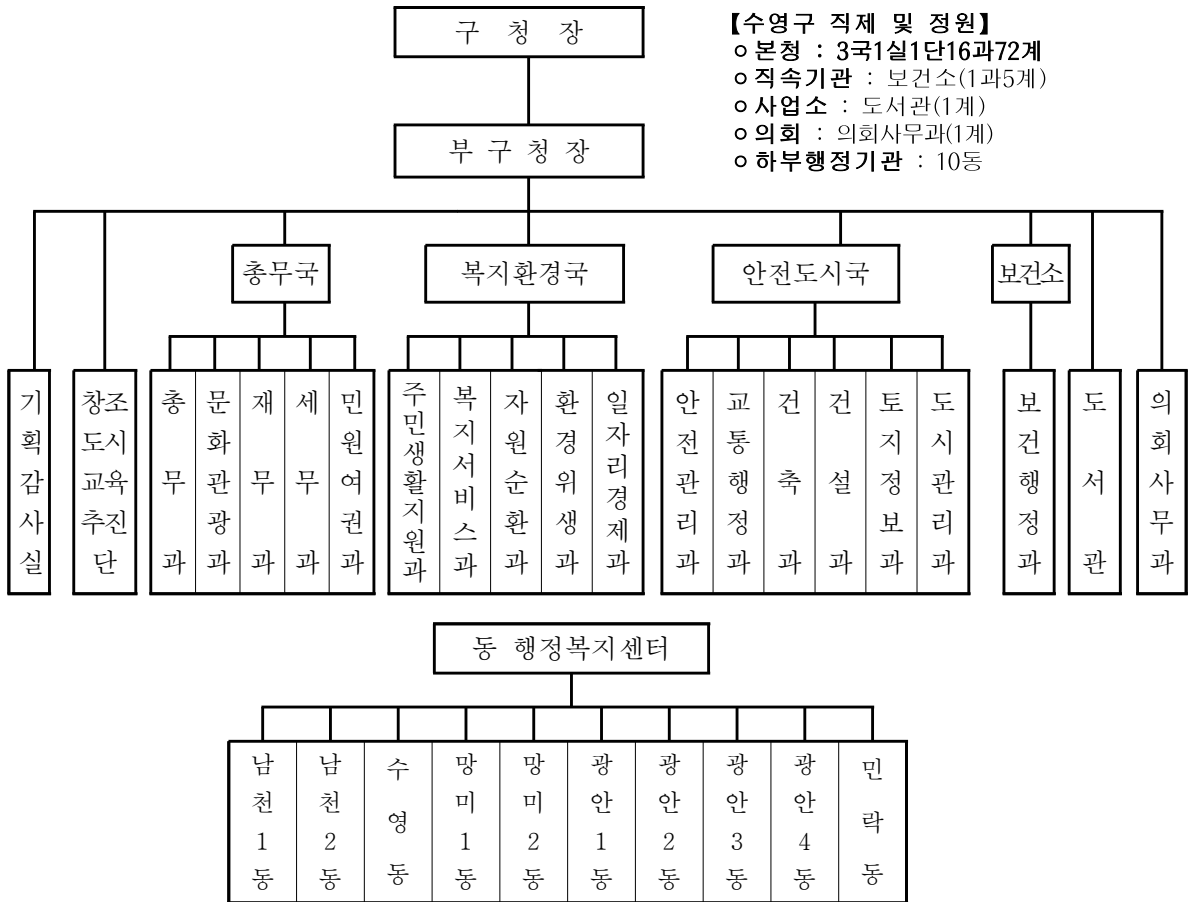 구 청 장
【수영구 직제 및 정원】
ㅇ본청 : 3국1실1단16과72계
ㅇ직속기관 : 보건소(1과5계)
ㅇ사업소 : 도서관(1계)
ㅇ의회 : 의회사무과(1계)
ㅇ하부행정기관 : 10동
부 구 청 장
총무국
복지환경국
안전도시국
보건소
기획감사실
창조
도시
교육
추진
단
총무과
문화관광과
재무과
세무과
민원여권과
주민생활지원과
복지서비스과
자원순환과
환경위생과
일자리경제과
안전관리과
교통행정과
건축과
건설과
토지정보과
도시관리과
보건행정과
도서관
의회사무과
동 행정복지센터
남천1동
남천2동
수영동
망미1동
망미2동
광안1동
광안2동
광안3동
광안4동
민락동